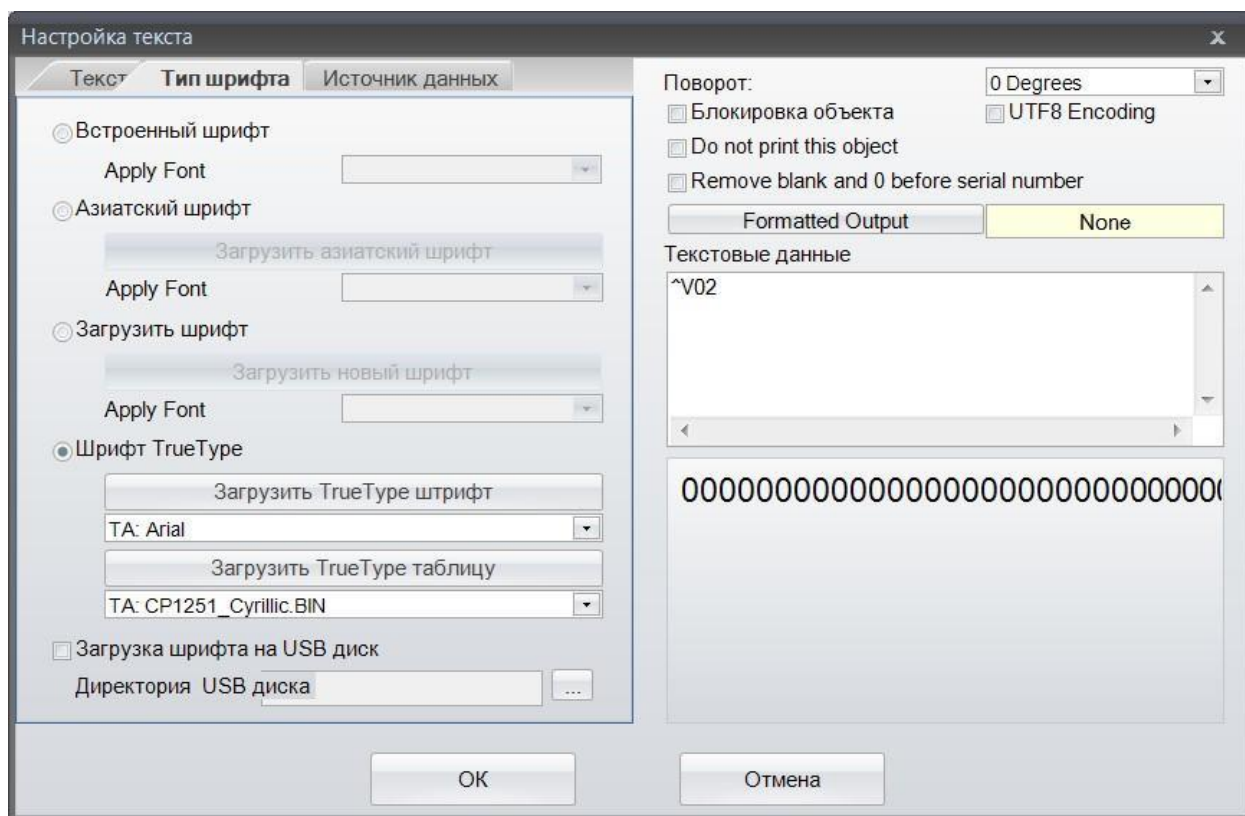 Настройка текста
x
Текст Тип шрифта Источник данных
Встроенный шрифт
Apply Font
Азиатский шрифт
Загрузить азиатский шрифт
Apply Font
Загрузить шрифт
Загрузить новый шрифт
Apply Font
Шрифт TrueType
Загрузить TrueType штрифт
TA: Arial
Загрузить TrueType таблицу
TA: CP1251_Cyrillic.BIN
Загрузка шрифта на USB диск
Директория USB диска ...
Поворот: 0 Degrees
Блокировка объекта UTF8 Encoding
Do not print this object
Remove blank and 0 before serial number
Formatted Output None
Текстовые данные
^V02
000000000000000000000000000000
ОК Отмена